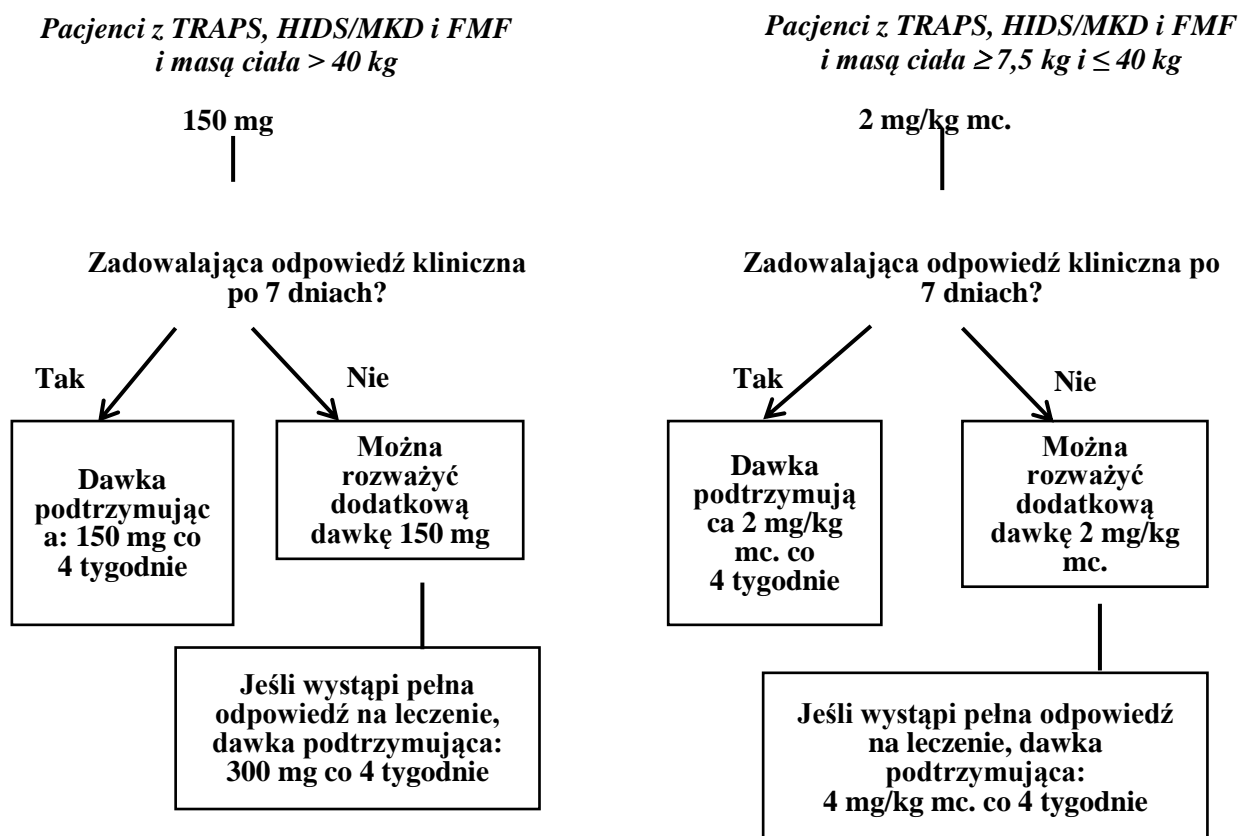 Pacjenci z TRAPS, HIDS/MKD i FMF
i masą ciała > 40 kg
150 mg
Zadowalająca odpowiedź kliniczna
po 7 dniach?
Tak
Nie
Dawka
podtrzymując
a: 150 mg co
4 tygodnie
Można
rozważyć
dodatkową
dawkę 150 mg
Jeśli wystąpi pełna
odpowiedź na leczenie,
dawka podtrzymująca:
300 mg co 4 tygodnie
Pacjenci z TRAPS, HIDS/MKD i FMF
i masą ciała ≥ 7,5 kg i ≤ 40 kg
2 mg/kg mc.
Zadowalająca odpowiedź kliniczna po
7 dniach?
Tak
Nie
Dawka
podtrzymują
ca 2 mg/kg
mc. co
4 tygodnie
Można
rozważyć
dodatkową
dawkę 2 mg/kg
mc.
Jeśli wystąpi pełna odpowiedź
na leczenie, dawka
podtrzymująca:
4 mg/kg mc. co 4 tygodnie